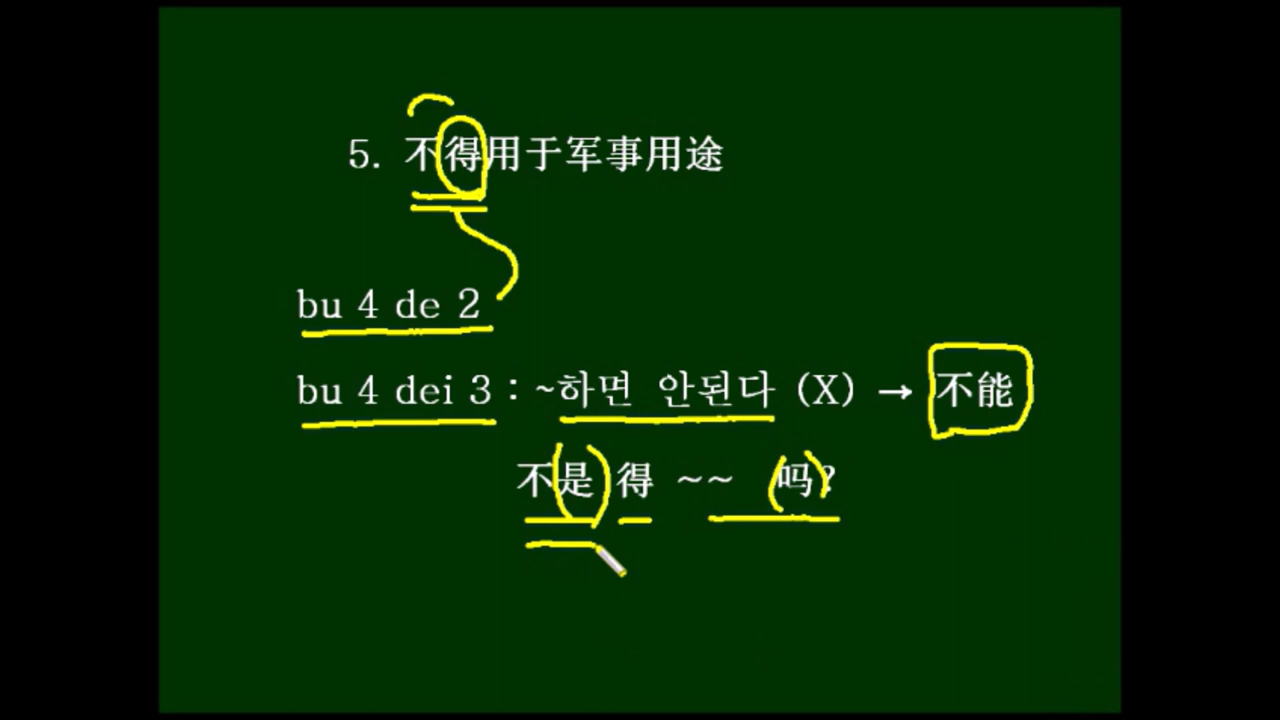 5. 不得用于军事用途
bu 4 de 2
bu 4 dei 3 : ~하면 안된다 (X) → 不能
不是 得 ~~ 吗?